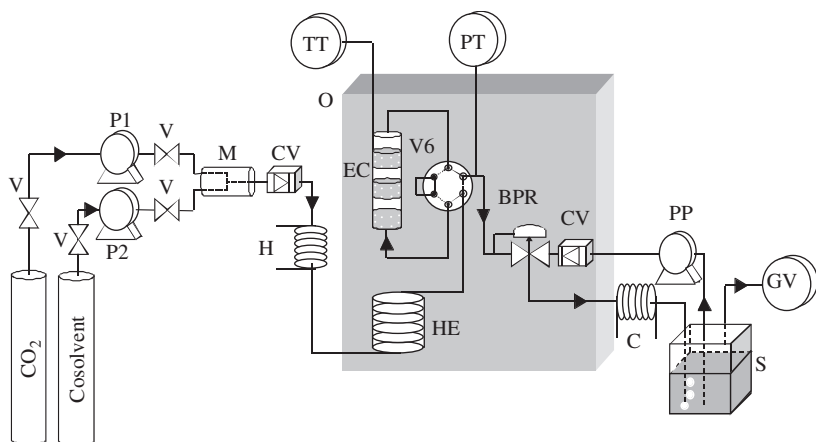 TT
PT
O
P1
V
M
CV
V6
EC
V
V
P2
V
H
BPR
CV
PP
GV
HE
C
S
CO₂
Cosolvent